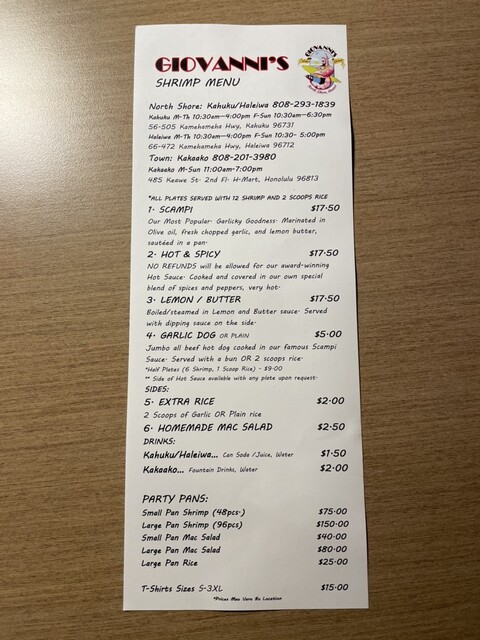 GIOVANNI'S
SHRIMP MENU
GIOVANNI'S
North Shore: Kahuku/Haleiwa 808-293-1839
Kahuku M-Th 10:30am-4:00pm F-Sun 10:30am-6:30pm
56-505 Kamehameha Hwy, Kahuku 96731
Haleiwa M-Th 10:30am-4:00pm F-Sun 10:30- 5:00pm
66-472 Kamehameha Hwy, Haleiwa 96712
Town: Kakaako 808-201-3980
Kakaako M-Sun 11:00am-7:00pm
485 Keawe St. 2nd Fl. H-Mart, Honolulu 96813
*ALL PLATES SERVED WITH 12 SHRIMP AND 2 SCOOPS RICE
1. SCAMPI $17.50
Our Most Popular. Garlicky Goodness. Marinated in
Olive oil, fresh chopped garlic, and lemon butter,
sautéed in a pan.
2. HOT & SPICY $17.50
NO REFUNDS will be allowed for our award-winning
Hot Sauce. Cooked and covered in our own special
blend of spices and peppers, very hot.
3. LEMON / BUTTER $17.50
Boiled/steamed in Lemon and Butter sauce. Served
with dipping sauce on the side.
4. GARLIC DOG OR PLAIN $5.00
Jumbo all beef hot dog cooked in our famous Scampi
Sauce. Served with a bun OR 2 scoops rice.
*Half Plates (6 Shrimp, 1 Scoop Rice) - $9.00
** Side of Hot Sauce available with any plate upon request.
SIDES:
5. EXTRA RICE $2.00
2 Scoops of Garlic OR Plain rice
6. HOMEMADE MAC SALAD $2.50
DRINKS:
Kahuku/Haleiwa... Can Soda /Juice, Water $1.50
Kakaako... Fountain Drinks, Water $2.00
PARTY PANS:
Small Pan Shrimp (48pcs.) $75.00
Large Pan Shrimp (96pcs) $150.00
Small Pan Mac Salad $40.00
Large Pan Mac Salad $80.00
Large Pan Rice $25.00
T-Shirts Sizes S-3XL $15.00
*Prices May Vary By Location